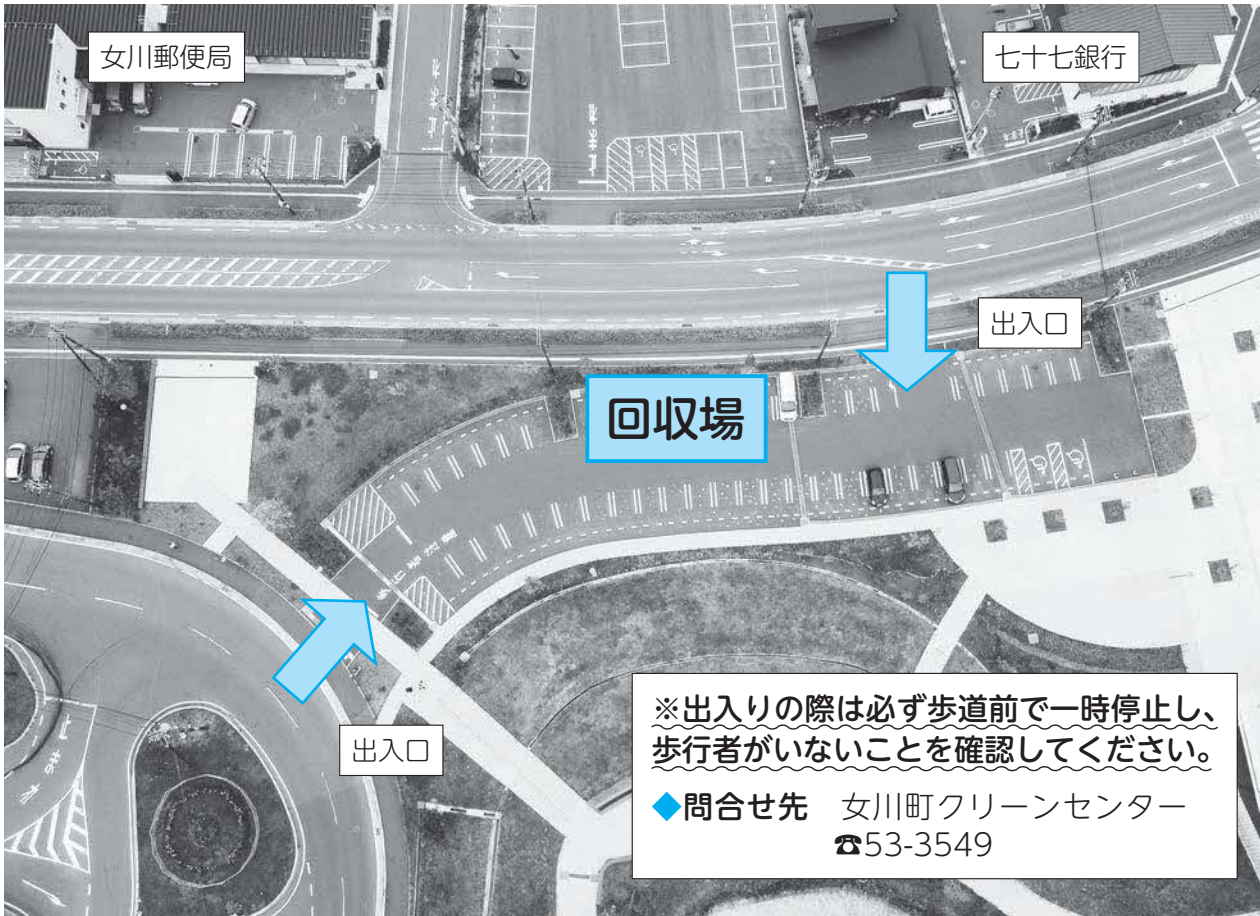 女川郵便局
七十七銀行
出入口
回収場
出入口
※出入りの際は必ず歩道前で一時停止し、
歩行者がいないことを確認してください。
◆問合せ先　女川町クリーンセンター
☎53-3549